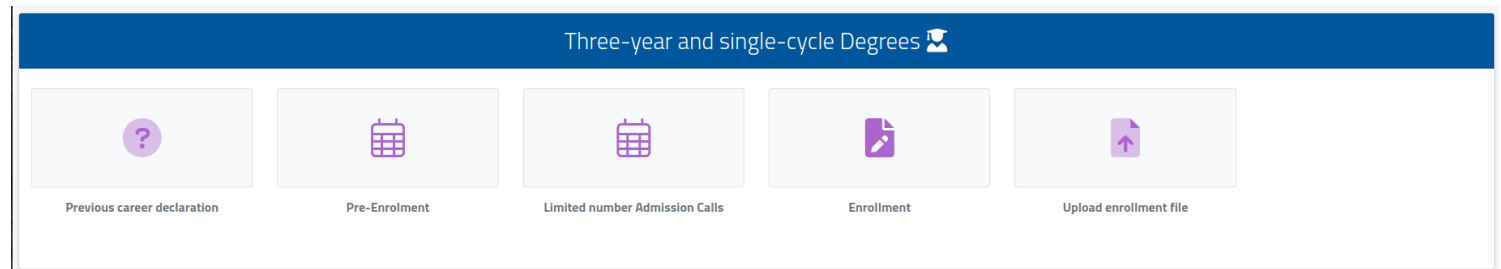 Three-year and single-cycle Degrees
?
Previous career declaration
Pre-Enrolment
Limited number Admission Calls
Enrollment
Upload enrollment file